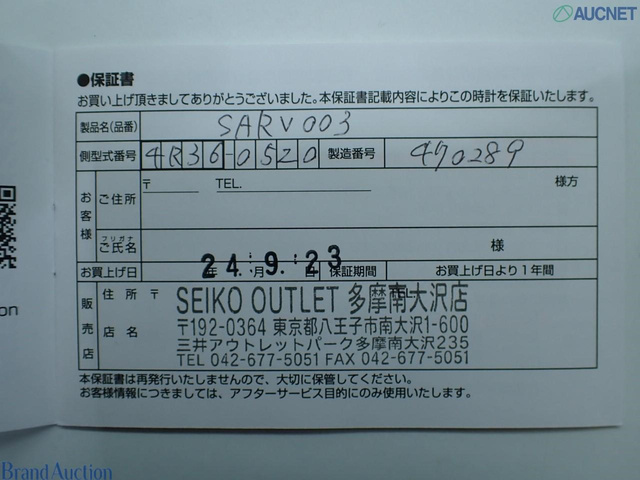 AUCNET
●保証書
お買い上げ頂きましてありがとうございました。本保証書記載内容によりこの時計を保証いたします。
製品名(品番) SARV003
側型式番号 4R36-0520 製造番号 470289
お客様 ご住所 〒 TEL. 様方
フリガナ
ご氏名 様
お買上げ日 24年 9月 23日 保証期間 お買上げ日より1年間
販売店 住所 〒 TEL
店名
SEIKO OUTLET 多摩南大沢店
〒192-0364 東京都八王子市南大沢1-600
三井アウトレットパーク多摩南大沢235
TEL 042-677-5051 FAX 042-677-5051
本保証書は再発行いたしませんので、大切に保管してください。
お客様情報につきましては、アフターサービス目的にのみ使用いたします。
on
Brand Auction